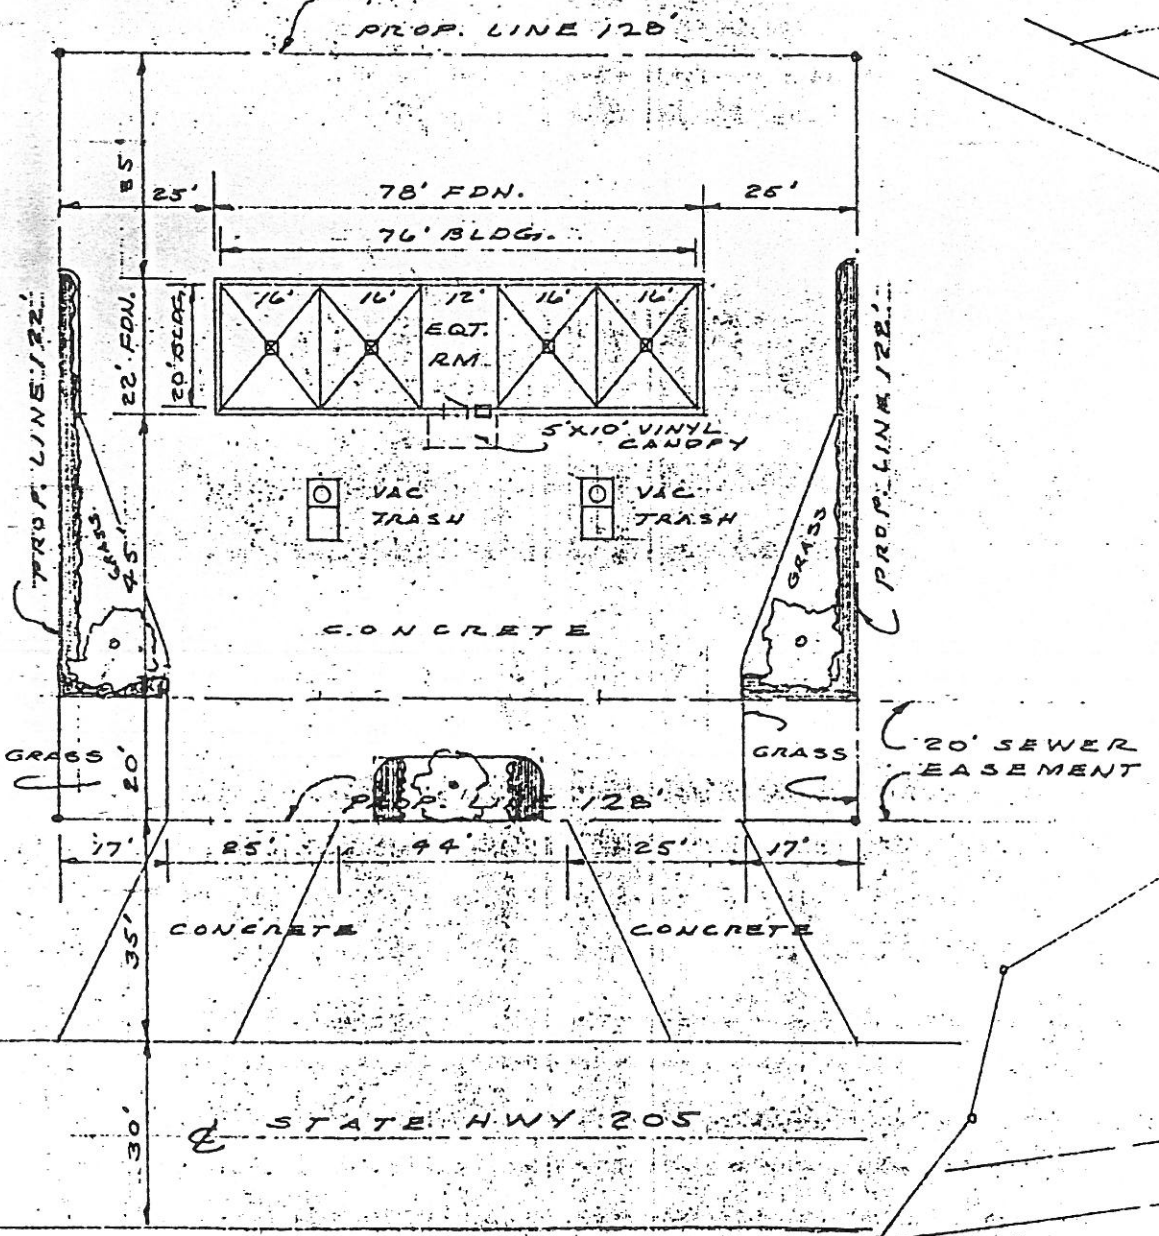 PROP. LINE 128'
85'
25'
78' FDN.
25'
76' BLDG.
PROP. LINE 122'
22' FDN.
20' BLDG.
16'
16'
12'
16'
16'
EQT.
RM.
PROP. LINE 122'
5'X10' VINYL
CANOPY
VAC
TRASH
VAC
TRASH
GRASS
45'
GRASS
CONCRETE
GRASS
20'
GRASS
20' SEWER
EASEMENT
PROP. LINE 128'
17'
25'
44'
25'
17'
35'
CONCRETE
CONCRETE
30'
℄ STATE HWY 205